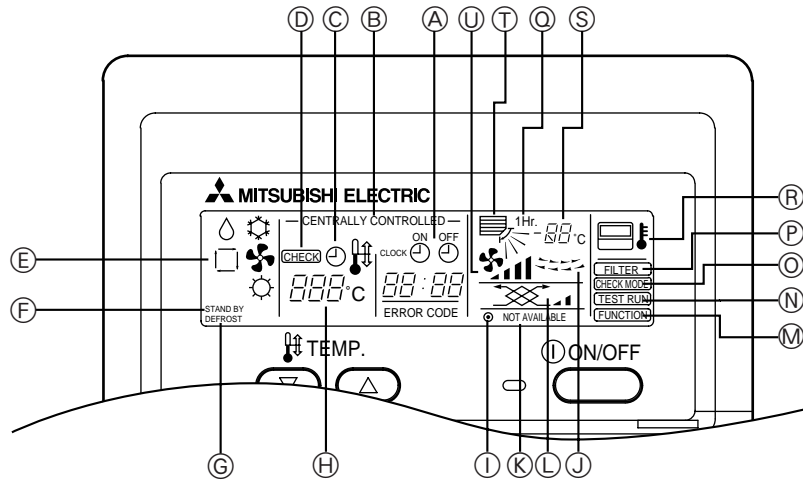 Ⓓ Ⓒ Ⓑ Ⓐ Ⓤ Ⓣ Ⓠ Ⓢ
MITSUBISHI ELECTRIC
CENTRALLY CONTROLLED
1Hr.
88 °C
Ⓡ
ON OFF
CHECK
CLOCK
Ⓔ
FILTER Ⓟ
888 °C
88:88
CHECK MODE Ⓞ
ERROR CODE
TEST RUN Ⓝ
Ⓕ STAND BY
DEFROST
NOT AVAILABLE
FUNCTION Ⓜ
TEMP.
Ⓘ ON/OFF
Ⓖ Ⓗ Ⓘ Ⓚ Ⓛ Ⓙ